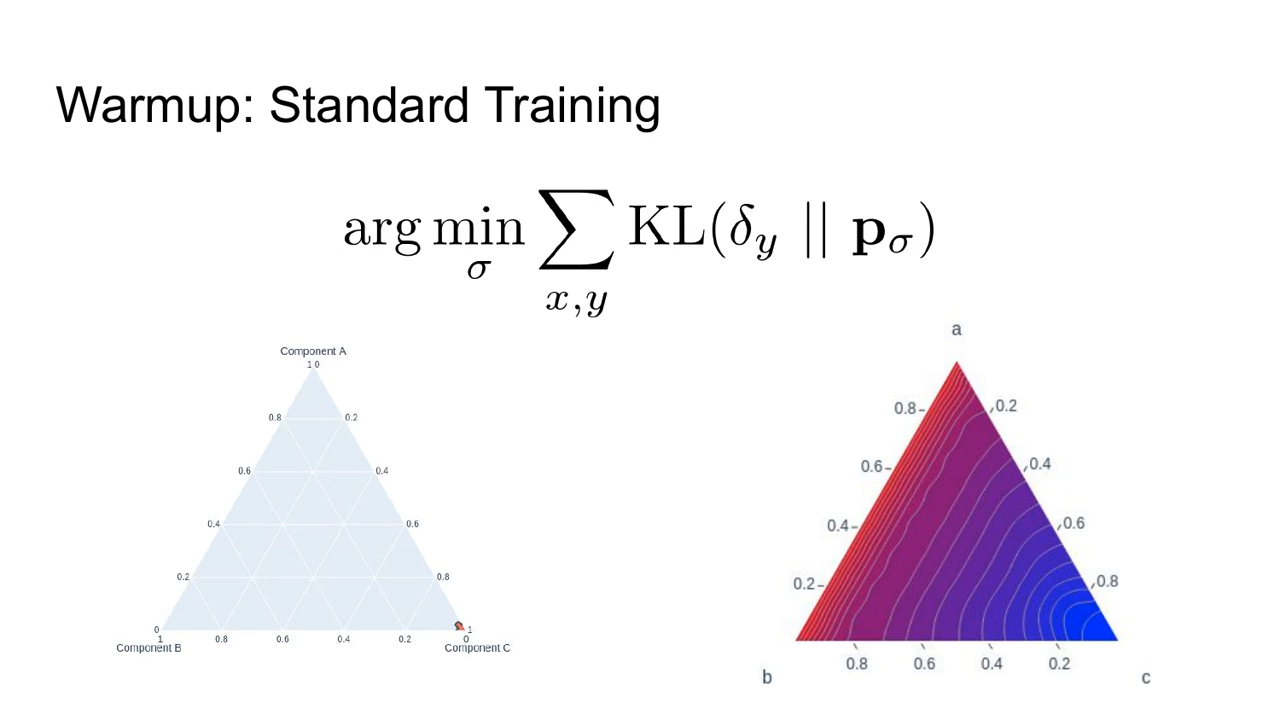 Warmup: Standard Training
arg min_σ ∑_{x,y} KL(δ_y || p_σ)
Component A
1 0
0.8 0.2
0.6 0.4
0.4 0.6
0.2 0.8
0 1
1 0.8 0.6 0.4 0.2 0
Component B Component C
a
0.8 0.2
0.6 0.4
0.4 0.6
0.2 0.8
0.8 0.6 0.4 0.2
b c